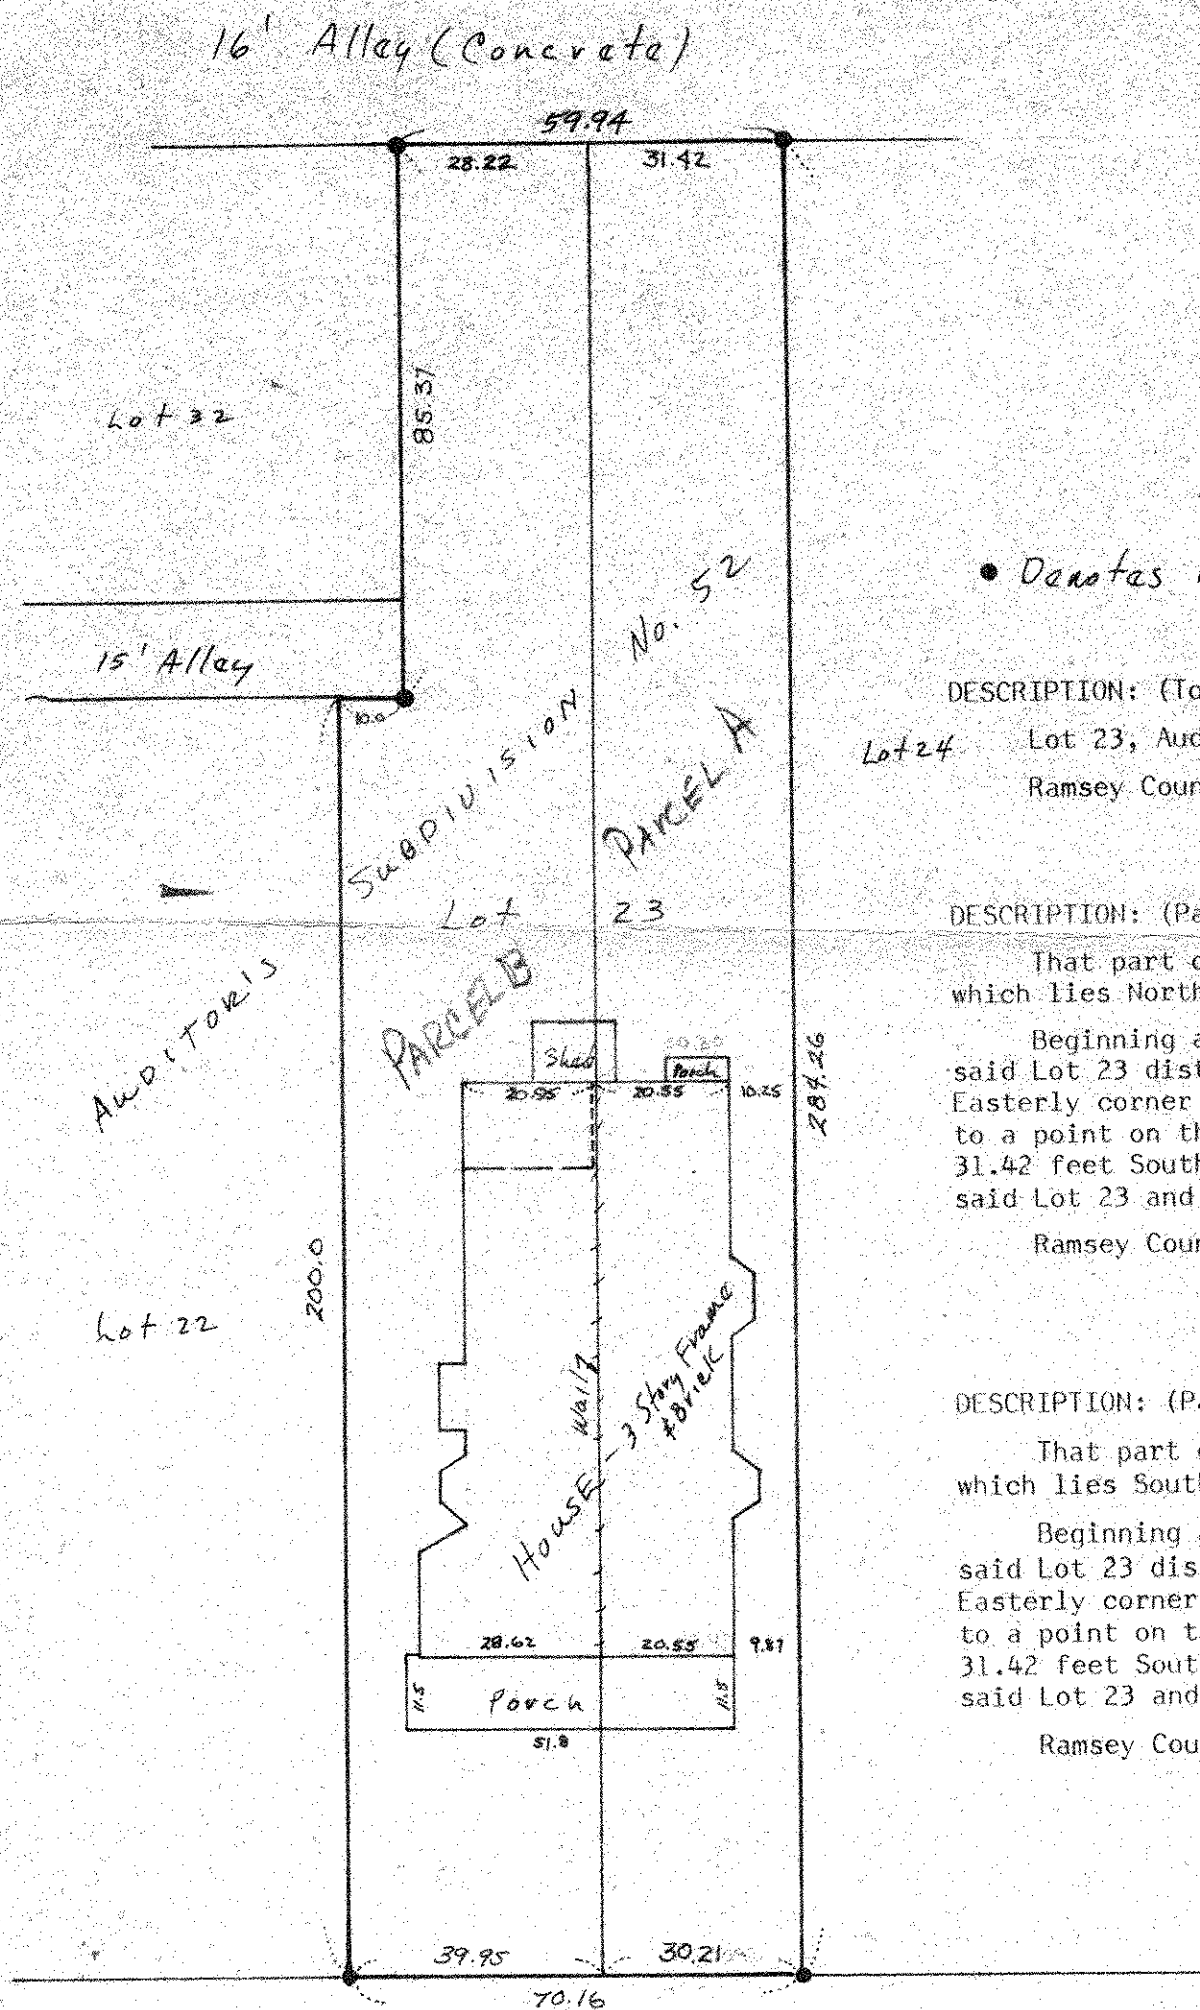 16' Alley (Concrete)
59.94
28.22 31.42
85.37
Lot 22
15' Alley
10.0
AUDITOR'S SUBDIVISION No. 52
Lot 23
PARCEL A
PARCEL B
Lot 24
Lot 22
200.0
284.26
Shed
Porch
20.95 20.55 10.25
Wall
HOUSE - 3 Story Frame
& Brick
28.62 20.55 9.87
11.5 Porch 11.5
51.8
39.95 30.21
70.16
● Denotes
DESCRIPTION: (To
Lot 23, Aud
Ramsey Coun
DESCRIPTION: (Pa
That part o
which lies North
Beginning a
said Lot 23 dist
Easterly corner
to a point on th
31.42 feet South
said Lot 23 and
Ramsey Coun
DESCRIPTION: (Pa
That part
which lies South
Beginning
said Lot 23 dis
Easterly corner
to a point on t
31.42 feet Sout
said Lot 23 and
Ramsey Cou